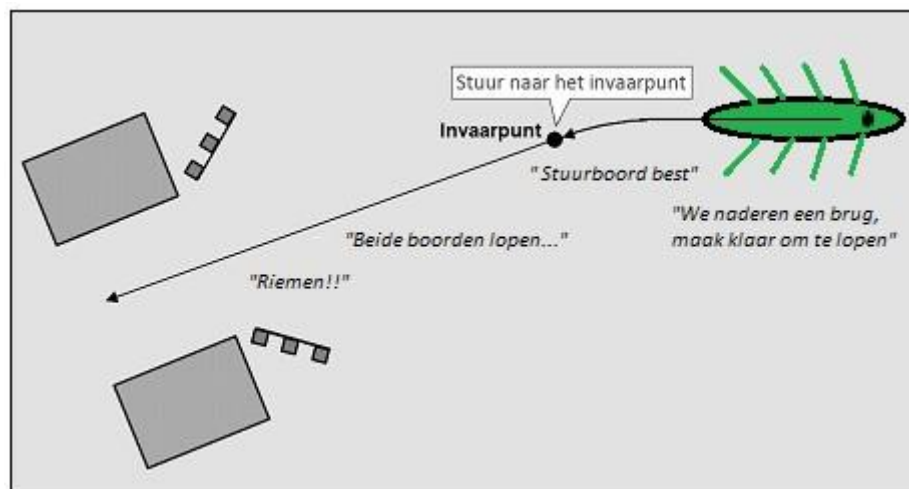 Stuur naar het invaarpunt
Invaarpunt
"Stuurboord best"
"We naderen een brug,
maak klaar om te lopen"
"Beide boorden lopen..."
"Riemen!!"